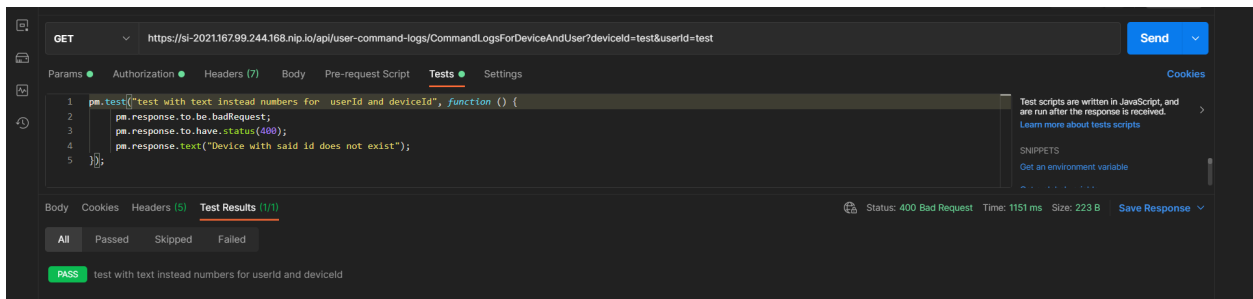 GET https://si-2021.167.99.244.168.nip.io/api/user-command-logs/CommandLogsForDeviceAndUser?deviceId=test&userId=test Send
Params Authorization Headers (7) Body Pre-request Script Tests Settings Cookies
1 pm.test("test with text instead numbers for  userId and deviceId", function () {
2 pm.response.to.be.badRequest;
3 pm.response.to.have.status(400);
4 pm.response.text("Device with said id does not exist");
5 });
Test scripts are written in JavaScript, and
are run after the response is received.
Learn more about tests scripts
SNIPPETS
Get an environment variable
Body Cookies Headers (5) Test Results (1/1) Status: 400 Bad Request Time: 1151 ms Size: 223 B Save Response
All Passed Skipped Failed
PASS test with text instead numbers for userId and deviceId